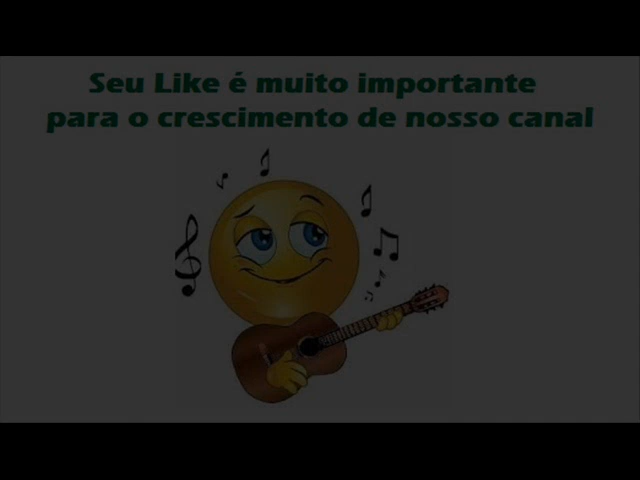 Seu Like é muito importante
para o crescimento de nosso canal